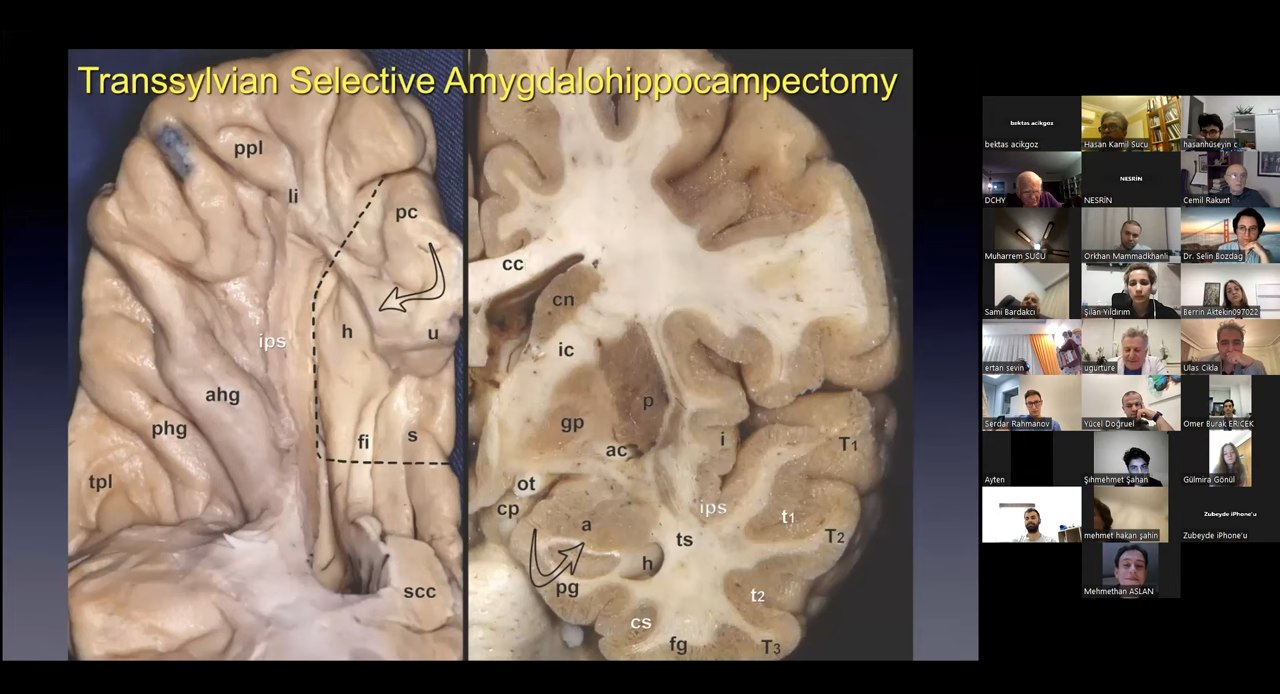 Transsylvian Selective Amygdalohippocampectomy
ppl
li
pc
h
u
ips
ahg
phg
fi
s
tpl
scc
cc
cn
ic
p
gp
ac
i
T1
ot
cp
a
ips
t1
ts
T2
h
pg
t2
cs
fg
T3
bektas acikgoz
bektas acikgoz
Hasan Kamil Sucu
hasanhüseyin c
DCHY
NESRİN
NESRİN
Cemil Rakunt
Muharrem SUCU
Orkhan Mammadkhanli
Dr. Selin Bozdag
Sami Bardakcı
Şilan Yıldırım
Berrin Aktekin097022
ertan sevin
ugurture
Ulas Cikla
Serdar Rahmanov
Yücel Doğruel
Omer Burak ERICEK
Ayten
Şıhmehmet Şahan
Gülmira Gönül
mehmet hakan şahin
Zubeyde iPhone'u
Zubeyde iPhone'u
Mehmethan ASLAN